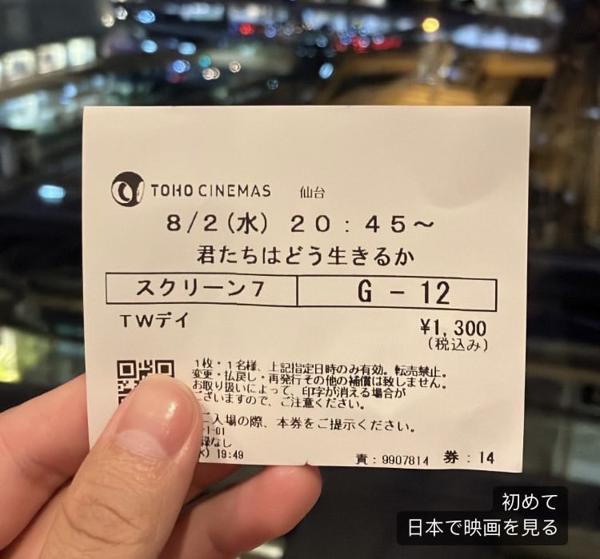 TOHO CINEMAS 仙台
8/2(水) 20:45~
君たちはどう生きるか
スクリーン7 G-12
TWデイ
¥1,300
(税込み)
1枚・1名様、上記指定日時のみ有効。転売禁止。
変更・払戻し・再発行その他の補償は致しません。
お取り扱いによって、印字が消える場合が
ございますので、ご注意ください。
ご入場の際、本券をご提示ください。
-1-01
録なし
水) 19:49
責:9907814 券:14
初めて
日本で映画を見る